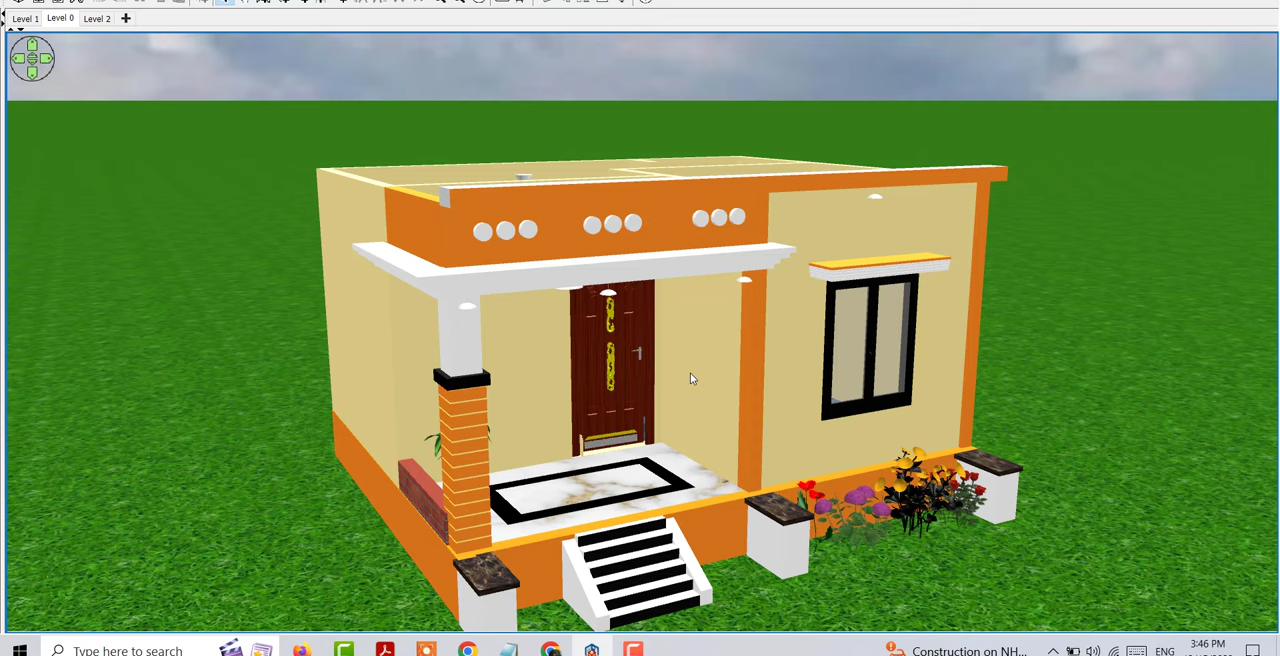 Level 1 Level 0 Level 2
Type here to search
Construction on NH...
ENG
3:46 PM